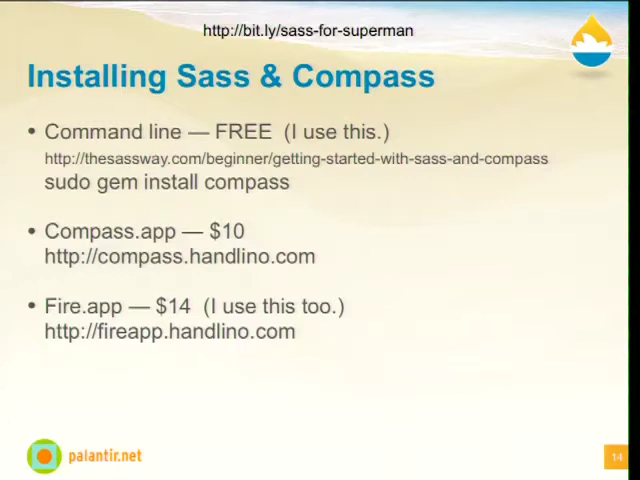 http://bit.ly/sass-for-superman
Installing Sass & Compass
• Command line — FREE (I use this.)
http://thesassway.com/beginner/getting-started-with-sass-and-compass
sudo gem install compass
• Compass.app — $10
http://compass.handlino.com
• Fire.app — $14 (I use this too.)
http://fireapp.handlino.com
palantir.net
14